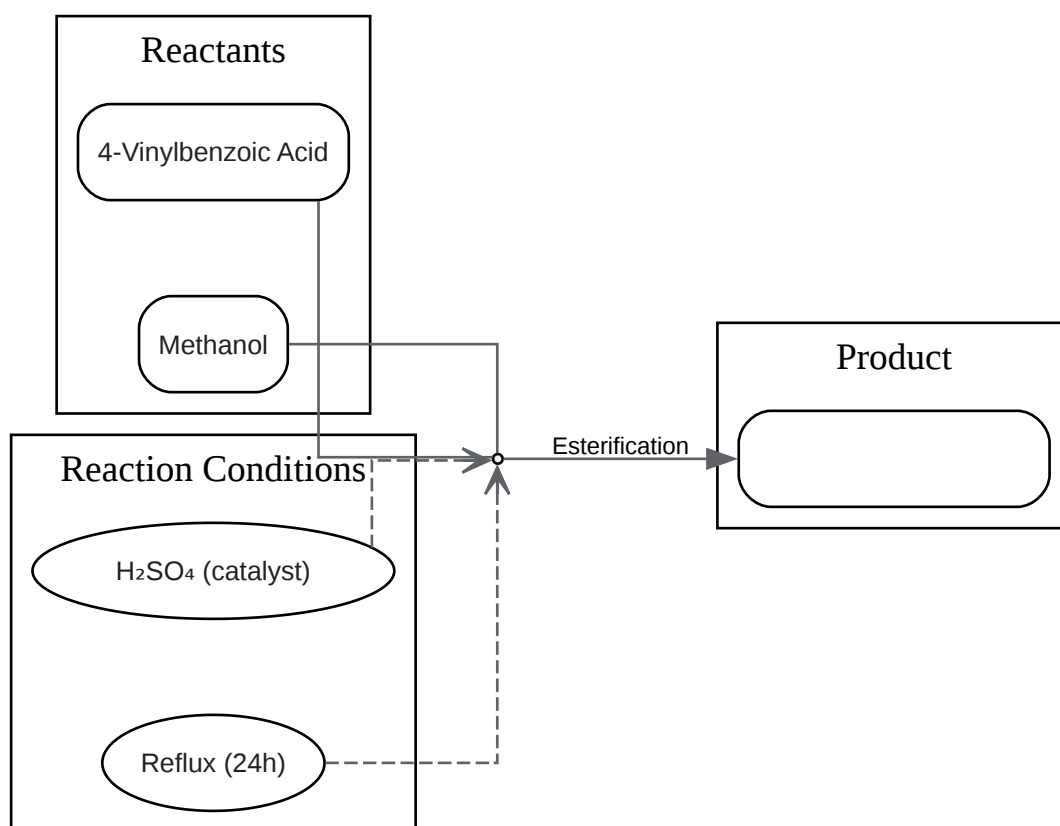 Reactants
4-Vinylbenzoic Acid
Methanol
Reaction Conditions
H₂SO₄ (catalyst)
Reflux (24h)
Esterification
Product